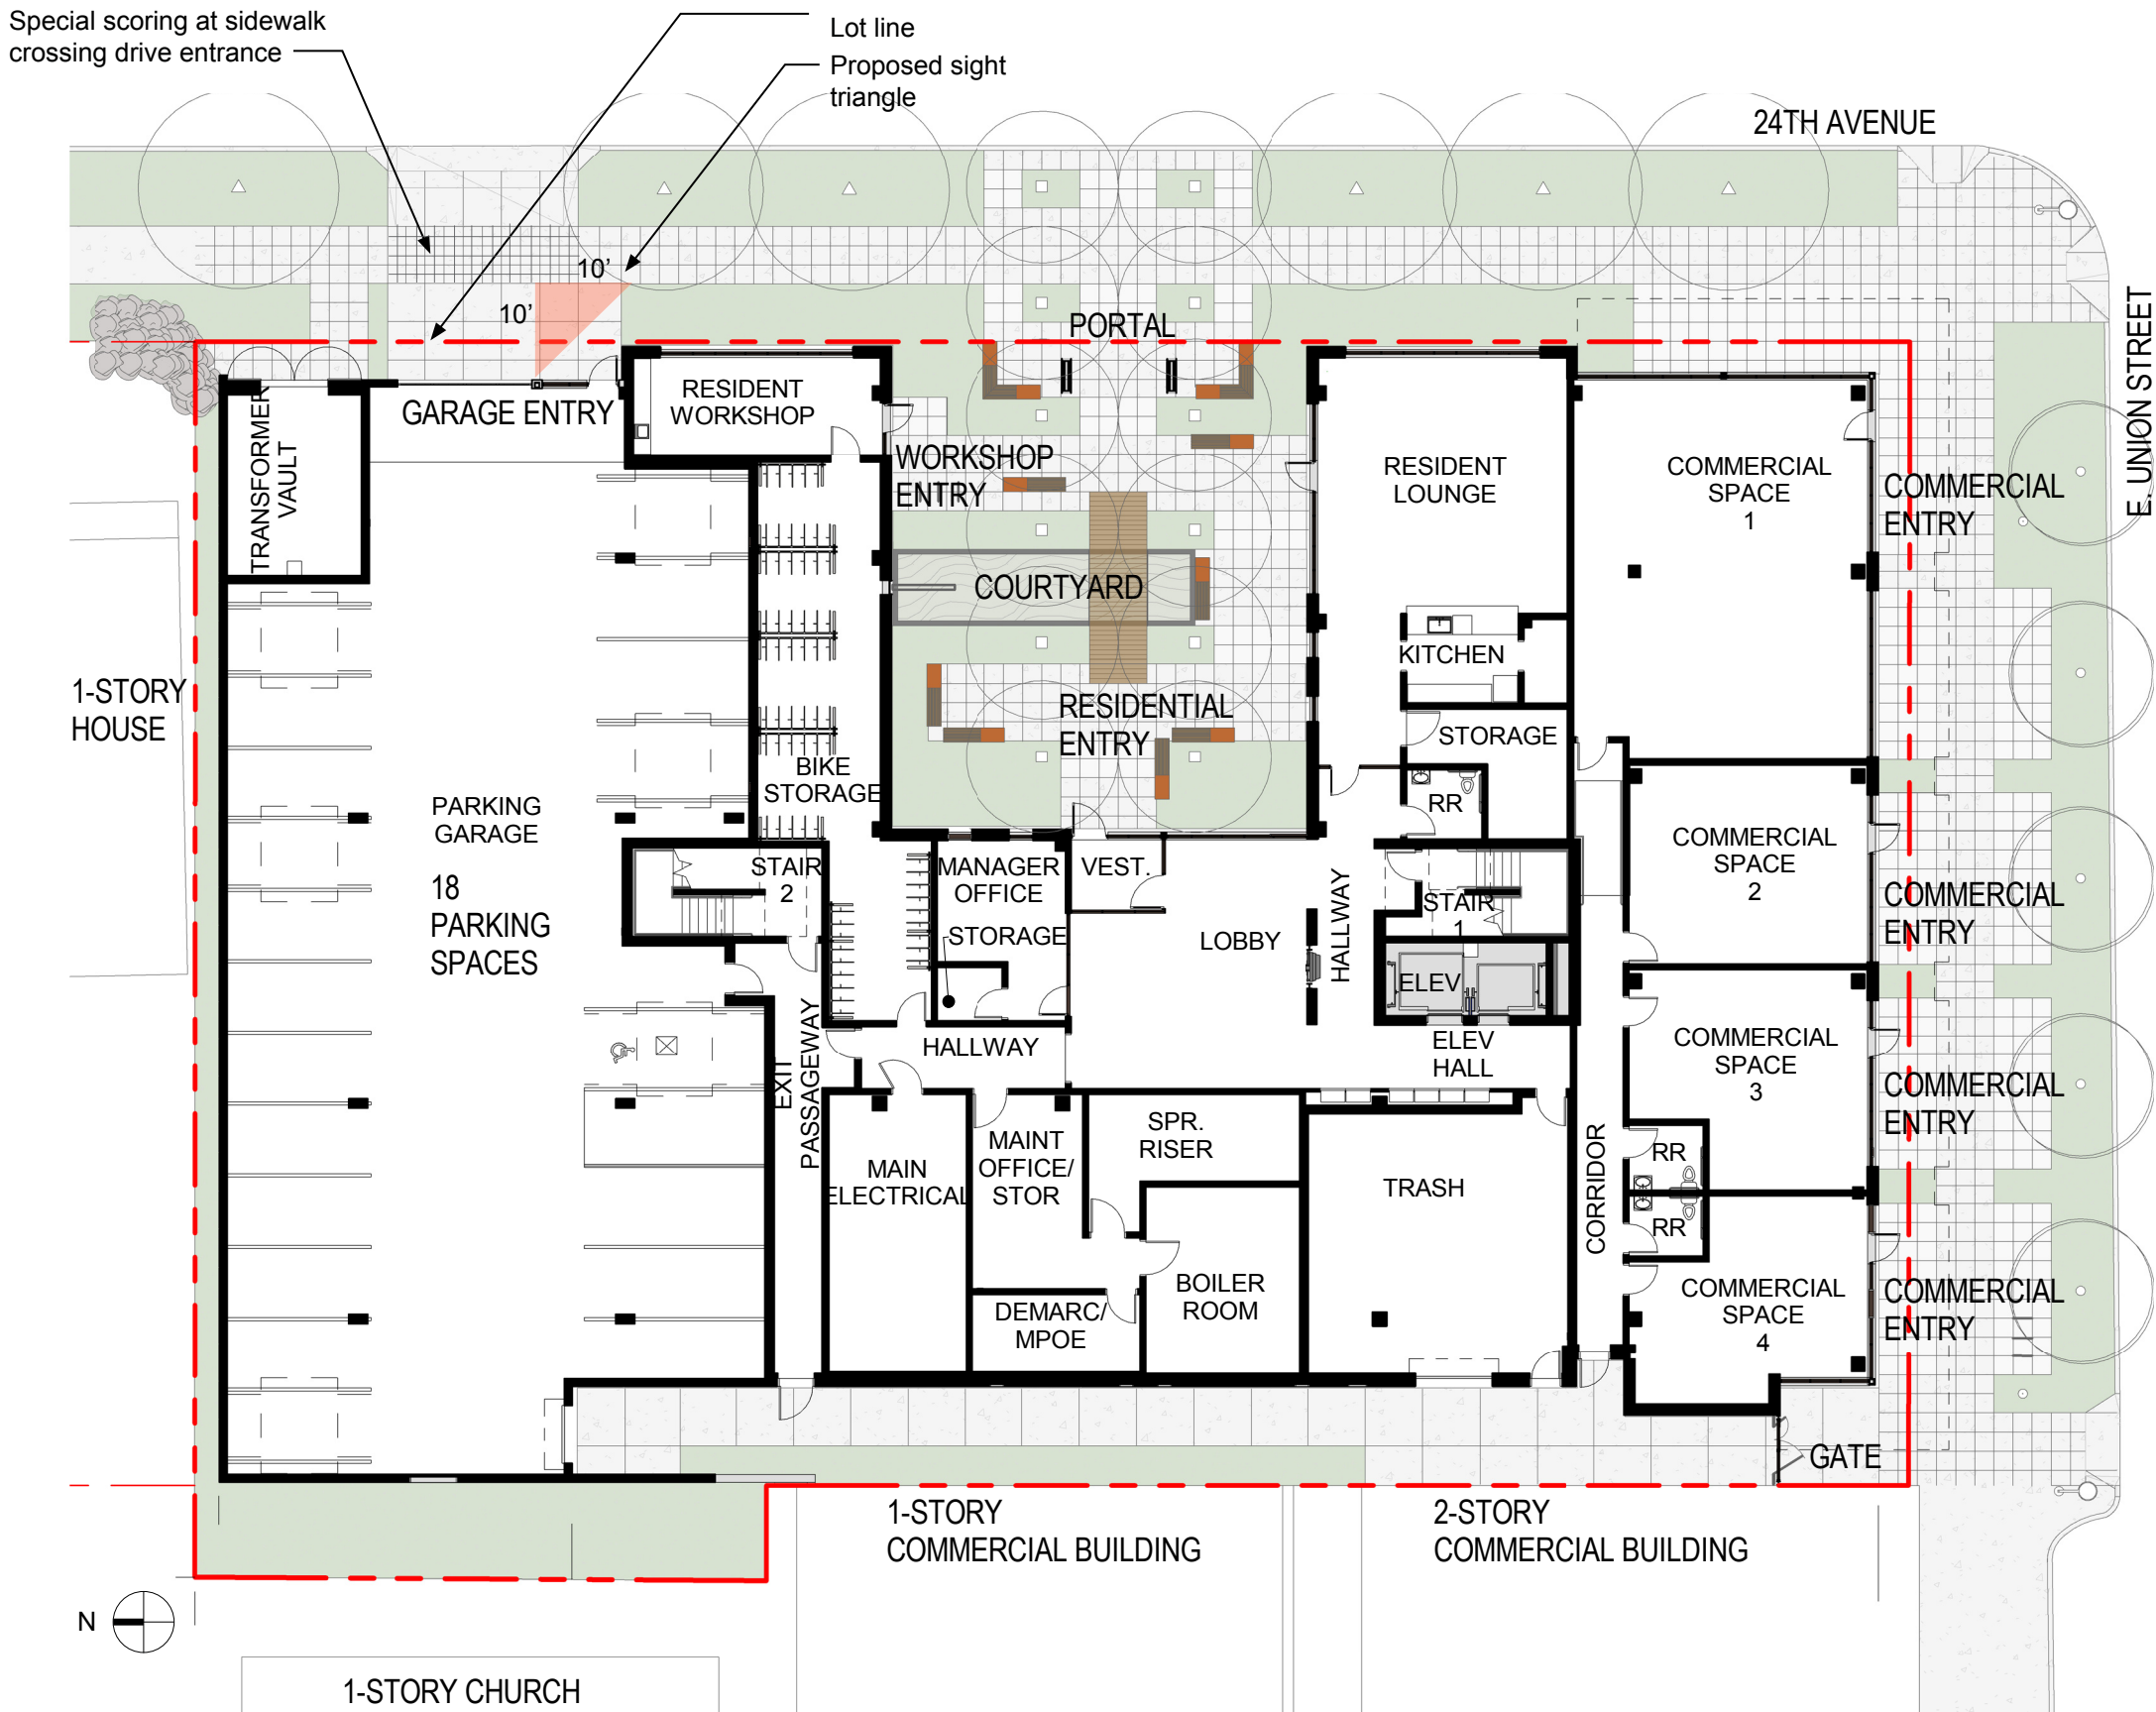 Special scoring at sidewalk
crossing drive entrance
Lot line
Proposed sight
triangle
24TH AVENUE
E. UNION STREET
10'
10'
PORTAL
TRANSFORMER
VAULT
GARAGE ENTRY
RESIDENT
WORKSHOP
WORKSHOP
ENTRY
RESIDENT
LOUNGE
COMMERCIAL
SPACE
1
COMMERCIAL
ENTRY
COURTYARD
KITCHEN
1-STORY
HOUSE
RESIDENTIAL
ENTRY
STORAGE
BIKE
STORAGE
RR
PARKING
GARAGE
18
PARKING
SPACES
STAIR
2
MANAGER
OFFICE
STORAGE
VEST.
LOBBY
HALLWAY
STAIR
1
ELEV
COMMERCIAL
SPACE
2
COMMERCIAL
ENTRY
HALLWAY
ELEV
HALL
COMMERCIAL
SPACE
3
COMMERCIAL
ENTRY
EXIT
PASSAGEWAY
MAIN
ELECTRICAL
MAINT
OFFICE/
STOR
SPR.
RISER
TRASH
CORRIDOR
RR
RR
BOILER
ROOM
DEMARC/
MPOE
COMMERCIAL
SPACE
4
COMMERCIAL
ENTRY
GATE
1-STORY
COMMERCIAL BUILDING
2-STORY
COMMERCIAL BUILDING
N
1-STORY CHURCH